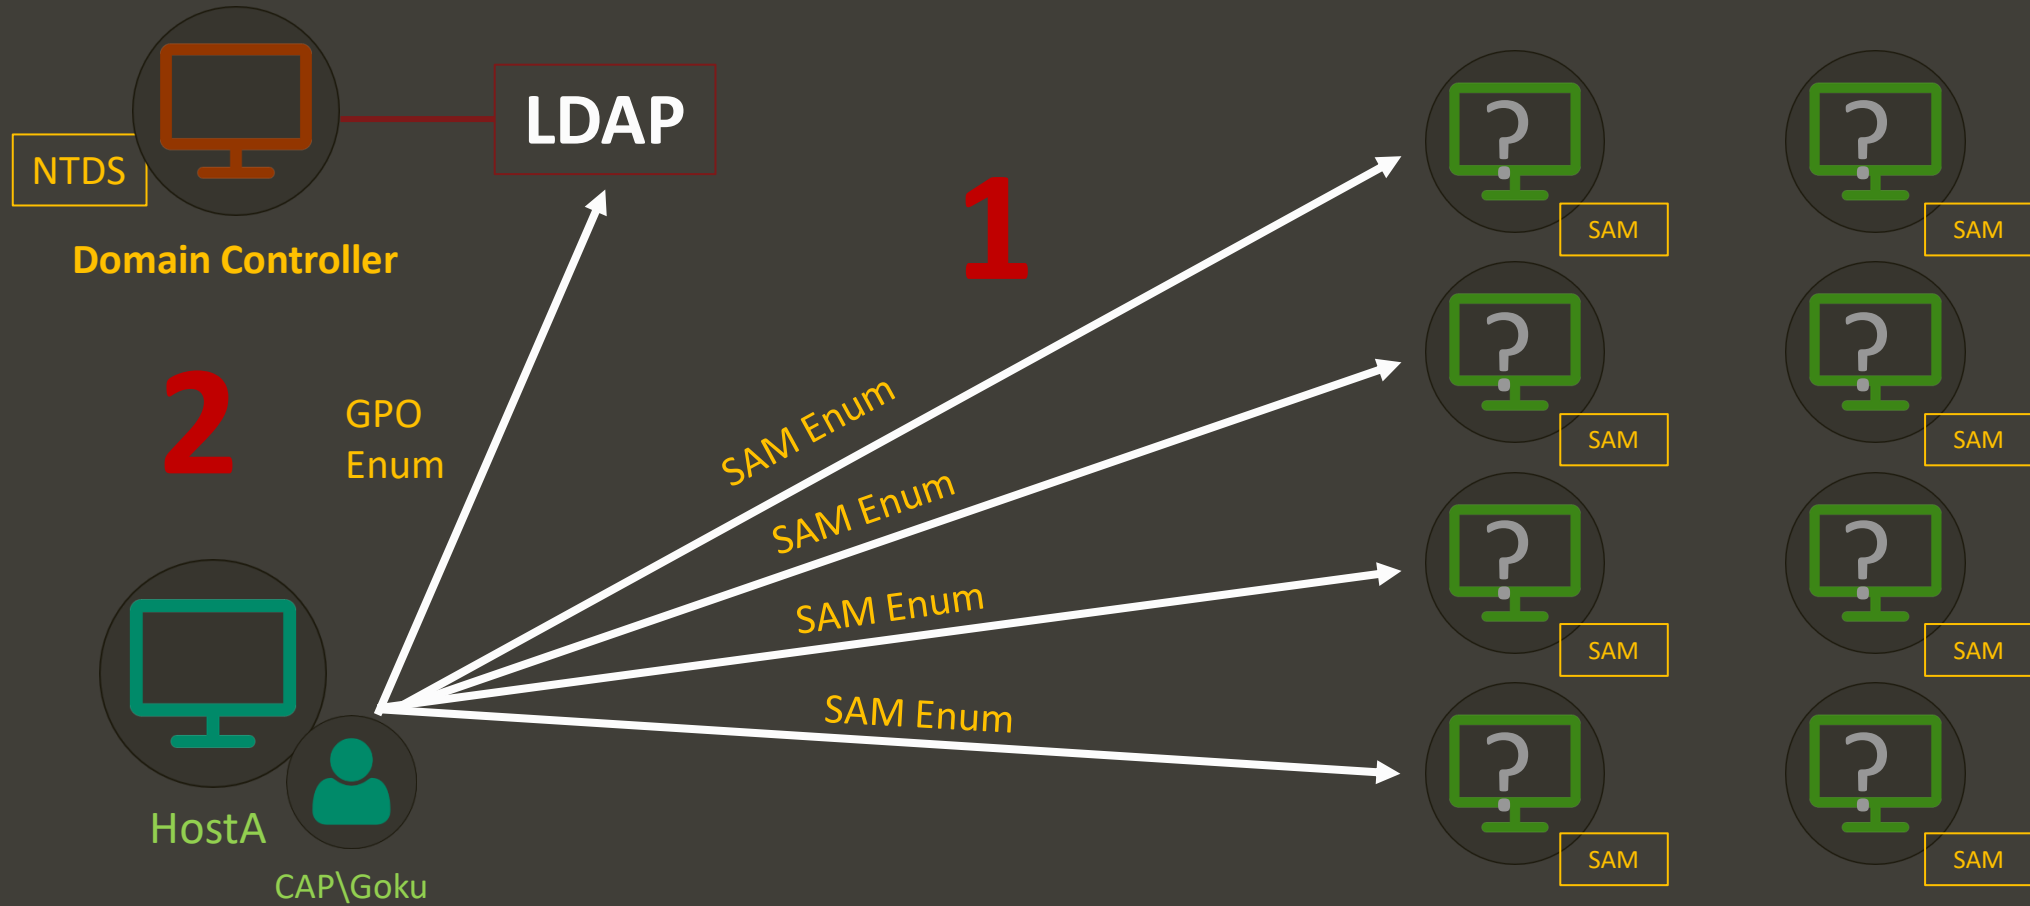 LDAP
NTDS
Domain Controller
1
2
GPO
Enum
SAM Enum
SAM Enum
SAM Enum
SAM Enum
HostA
CAP\Goku
?
?
SAM
SAM
?
?
SAM
SAM
?
?
SAM
SAM
?
?
SAM
SAM